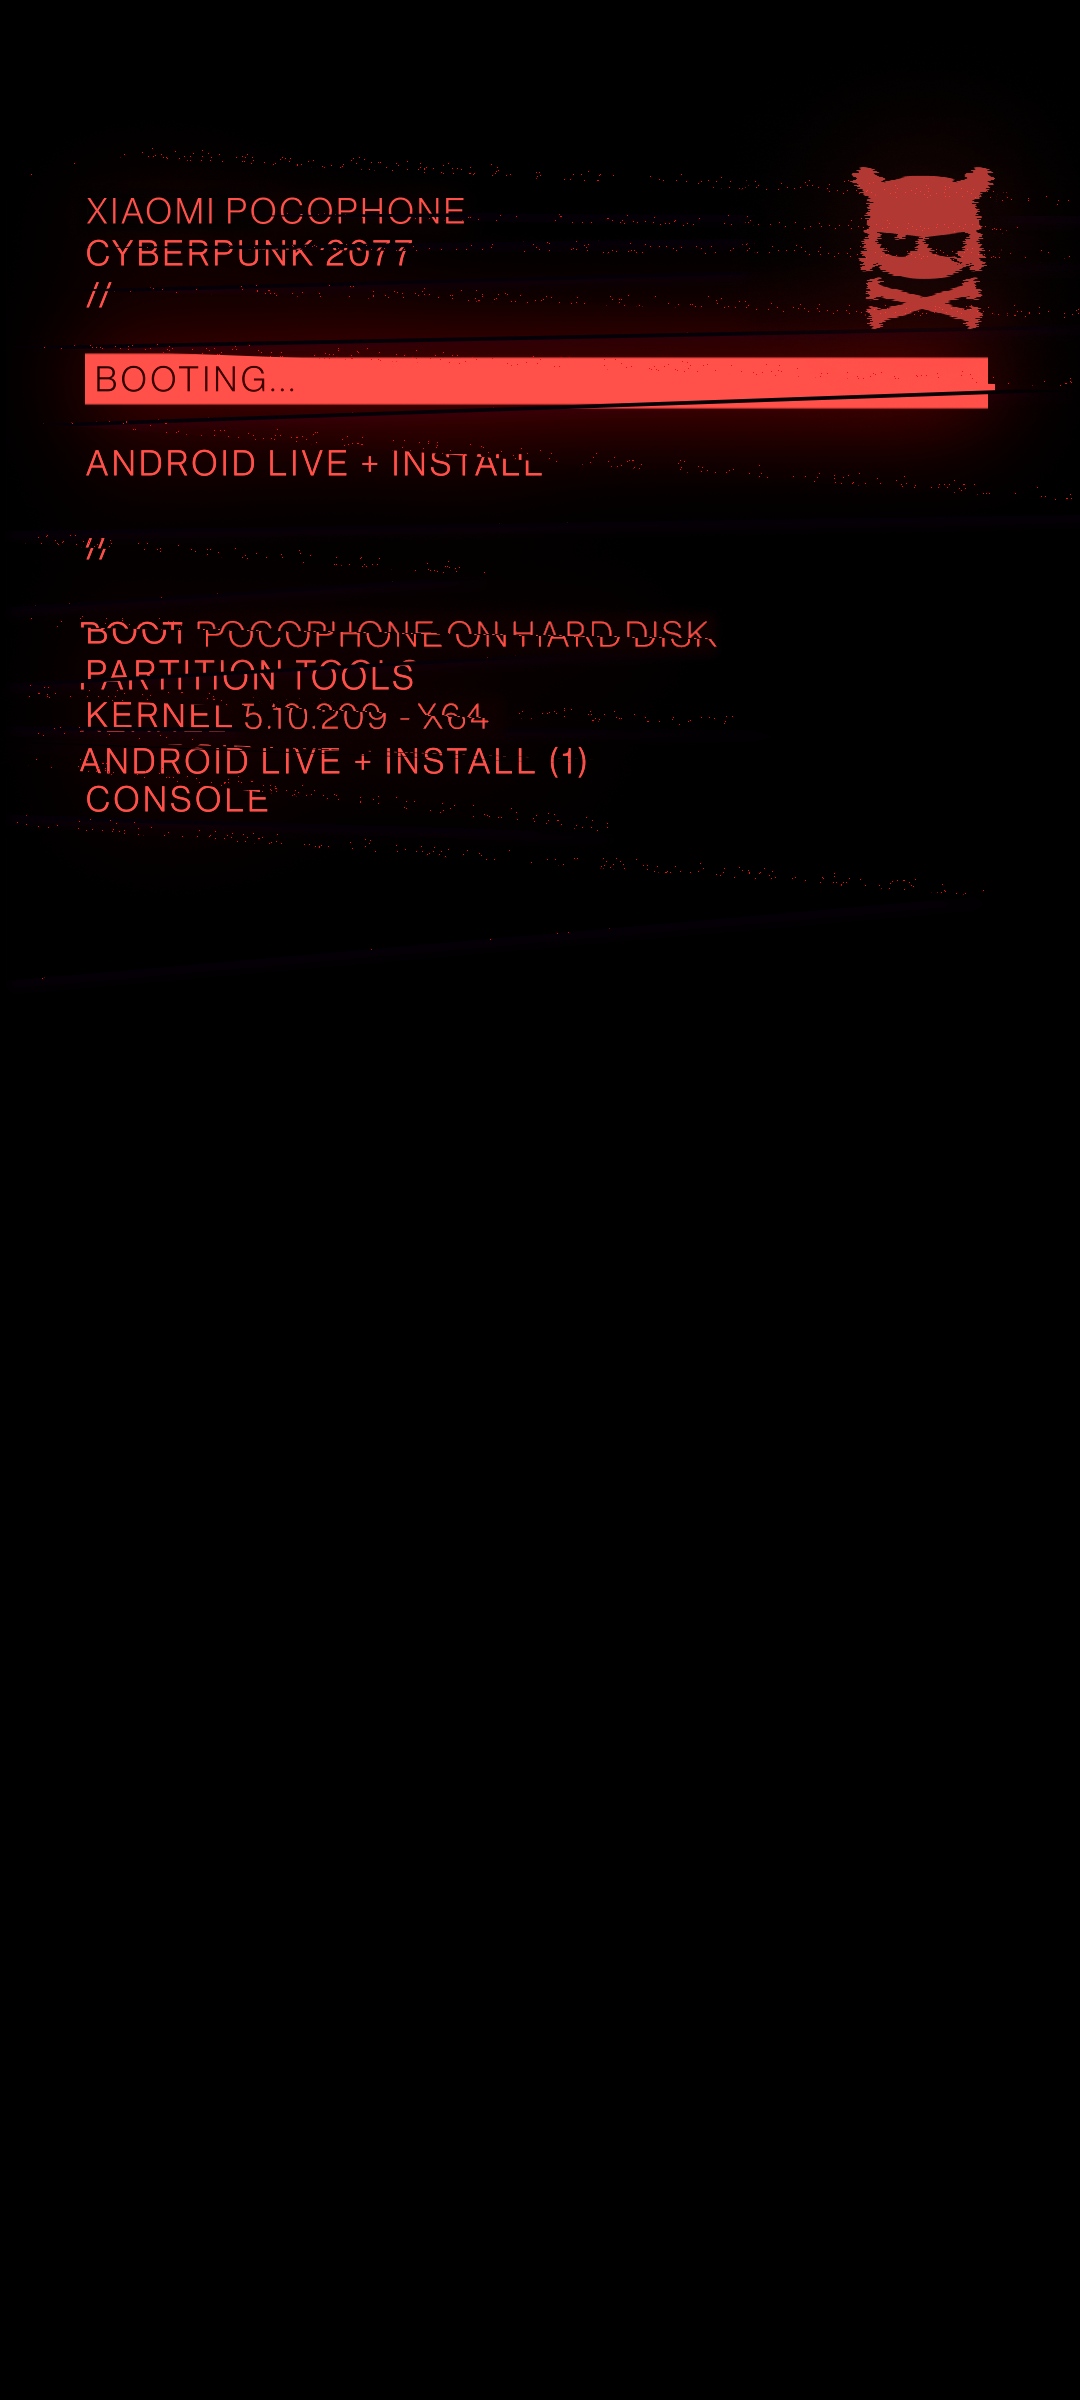 XIAOMI POCOPHONE
CYBERPUNK 2077
//
BOOTING...
ANDROID LIVE + INSTALL
//
BOOT POCOPHONE ON HARD DISK
PARTITION TOOLS
KERNEL 5.10.209 - X64
ANDROID LIVE + INSTALL (1)
CONSOLE